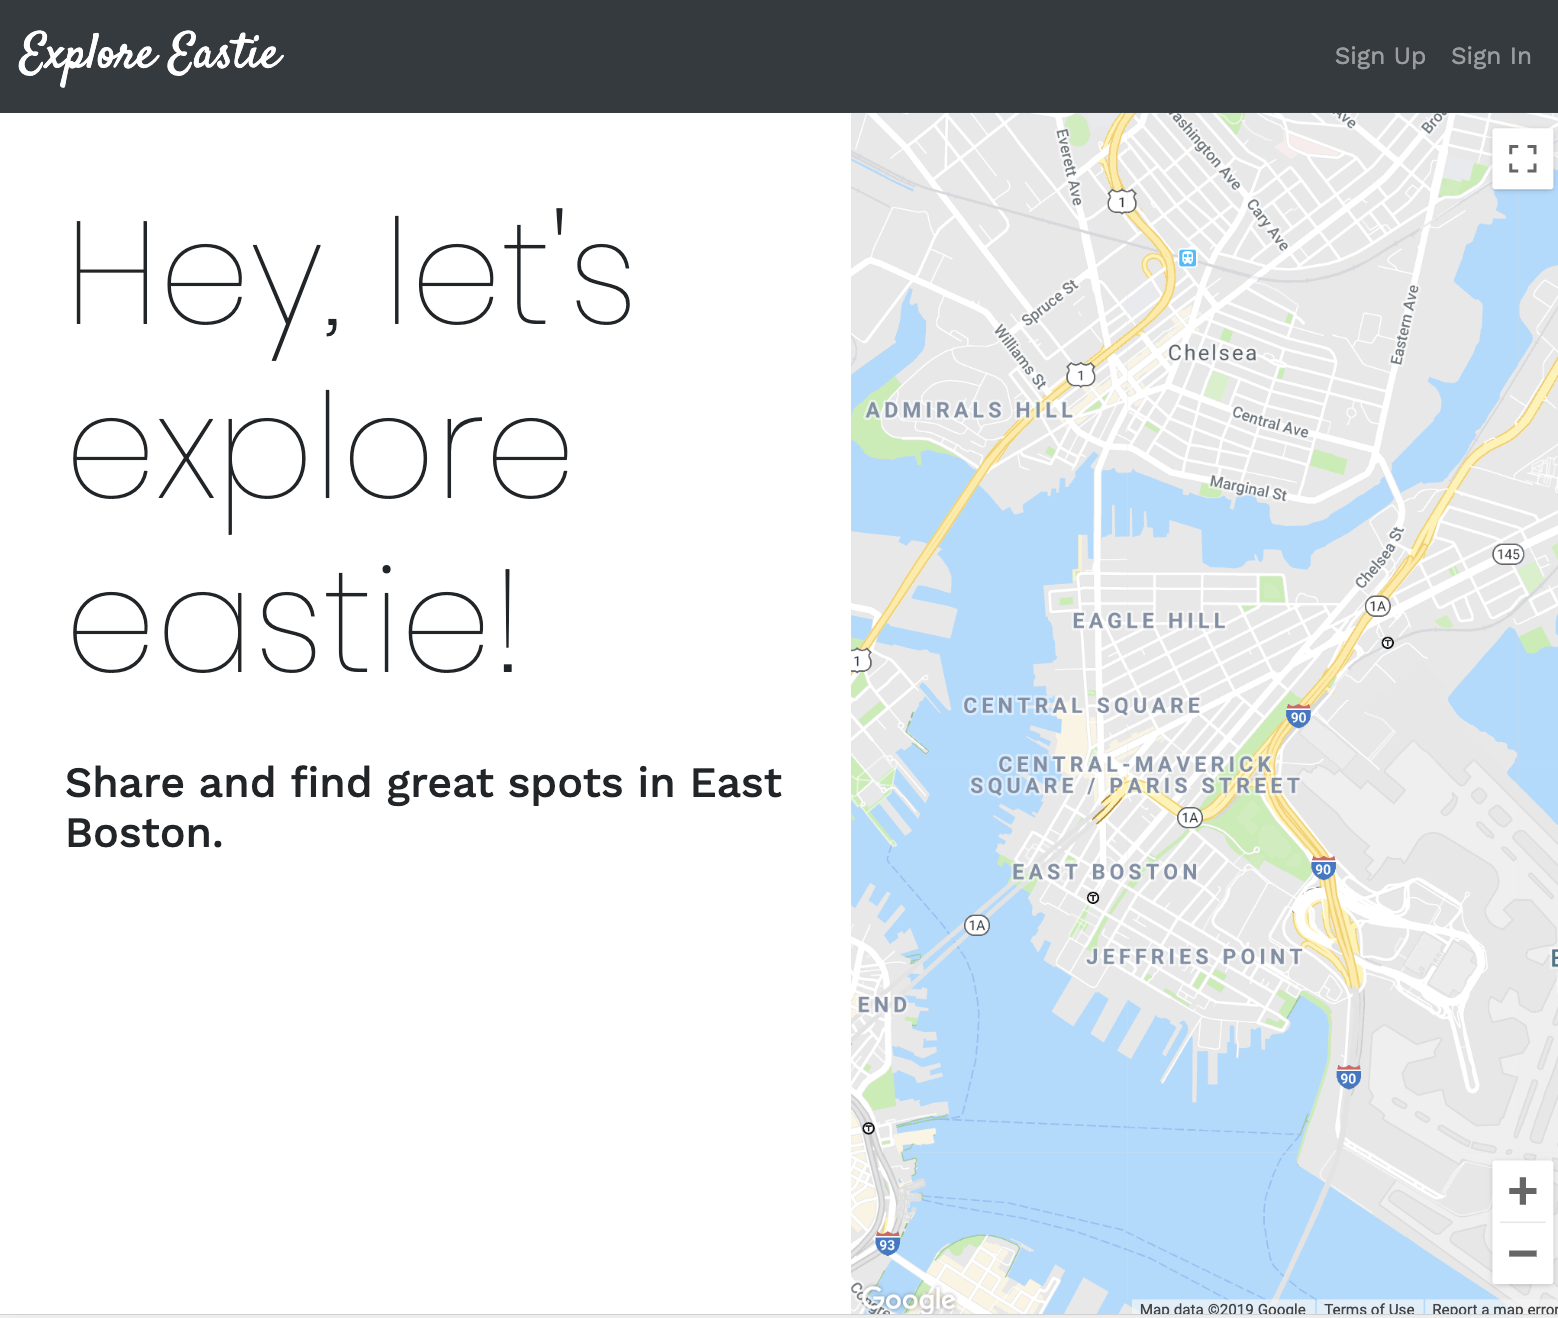 Explore Eastie
Sign Up
Sign In
Hey, let's
explore
eastie!
Share and find great spots in East
Boston.
Everett Ave
Washington Ave
Ave
1
Cary Ave
Spruce St
Williams St
Eastern Ave
Chelsea
1
ADMIRALS HILL
Central Ave
Marginal St
Chelsea St
145
1A
T
EAGLE HILL
1
CENTRAL SQUARE
90
CENTRAL-MAVERICK
SQUARE / PARIS STREET
1A
90
EAST BOSTON
T
1A
JEFFRIES POINT
END
90
T
93
Google
Map data ©2019 Google
Terms of Use
Report a map error